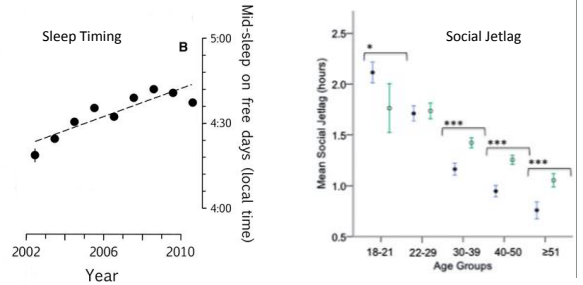 Sleep Timing
B
5:00
4:30
4:00
Mid-sleep on free days (local time)
2002
2006
2010
Year
Social Jetlag
Mean Social Jetlag (hours)
2.5
2.0
1.5
1.0
0.5
*
***
***
***
18-21
22-29
30-39
40-50
≥51
Age Groups